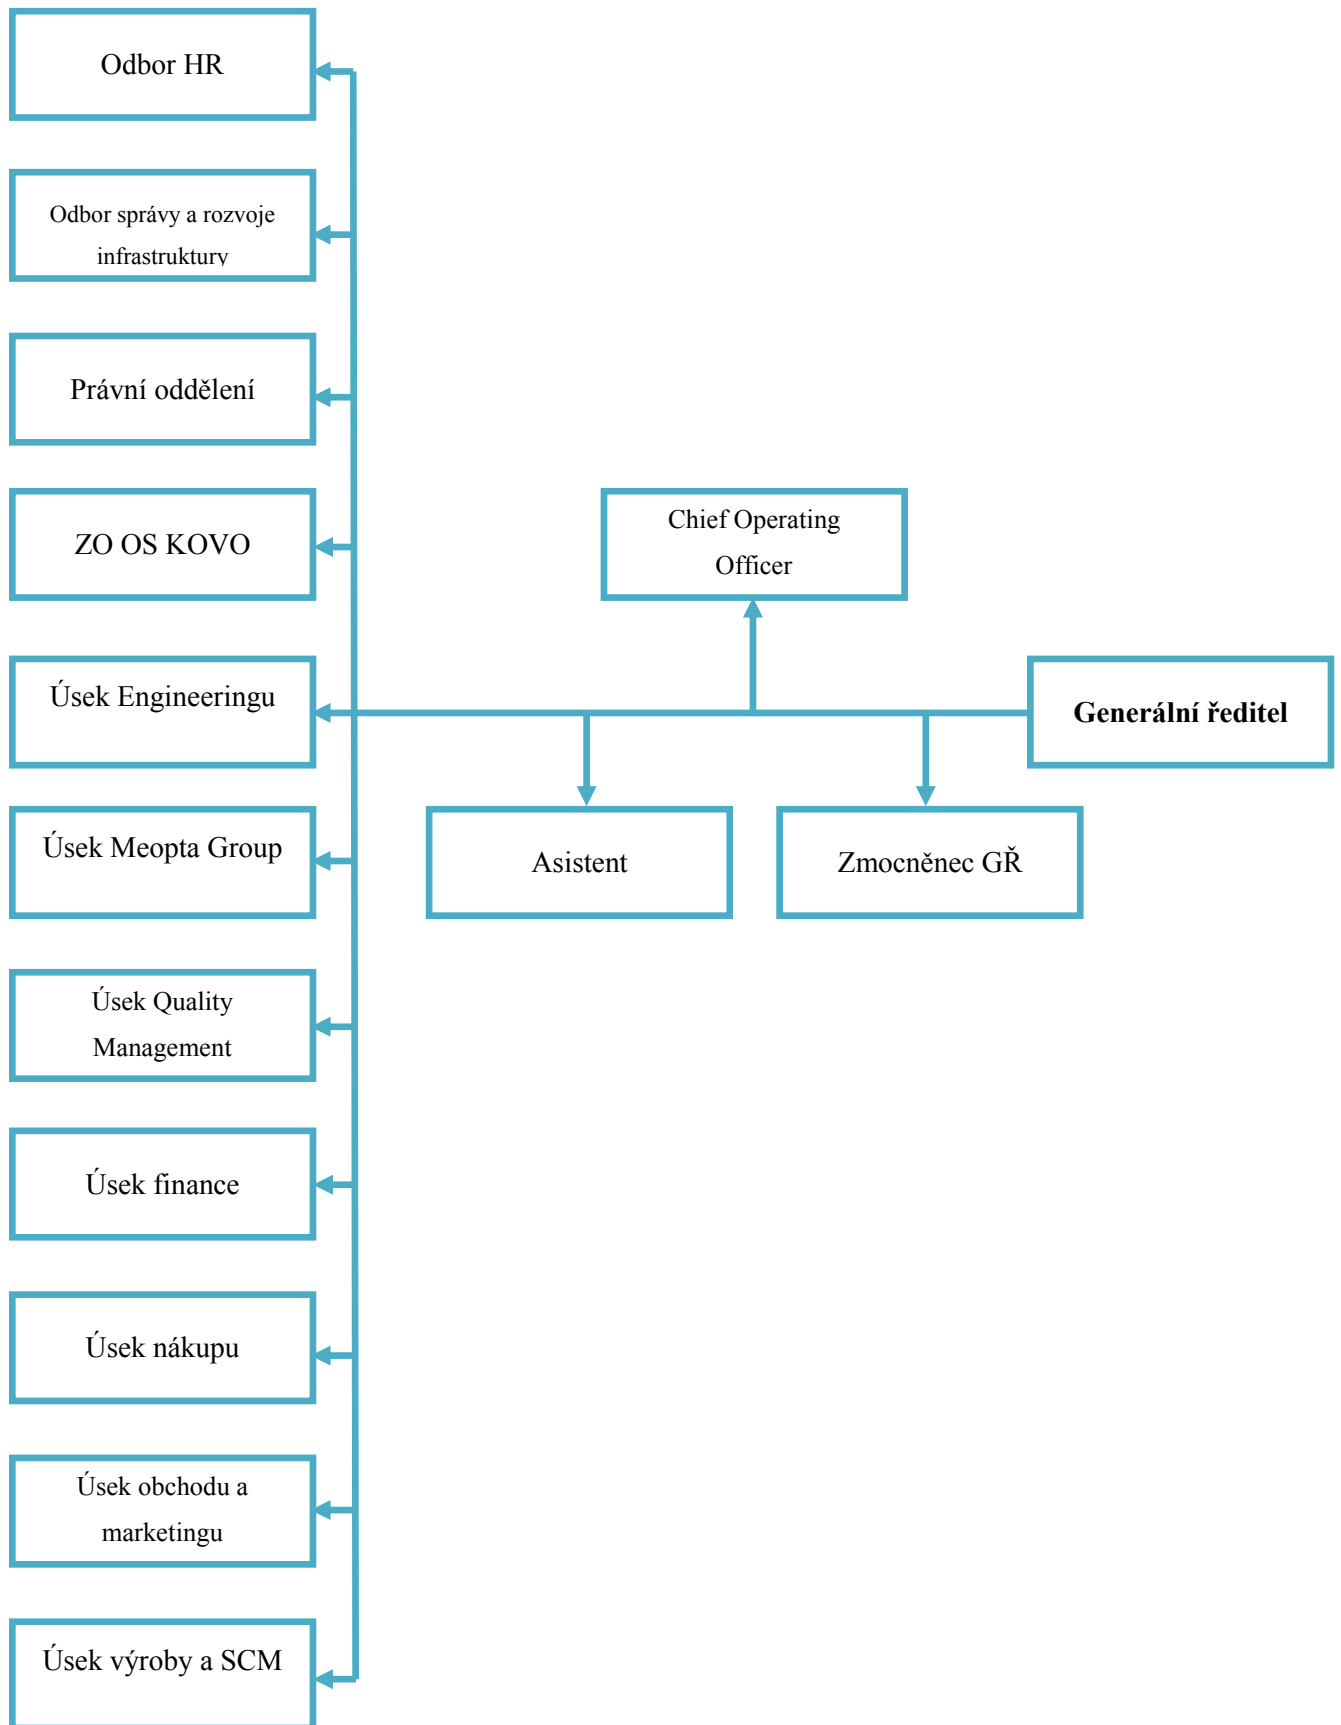 Odbor HR
Odbor správy a rozvoje
infrastruktury
Právní oddělení
ZO OS KOVO
Chief Operating
Officer
Úsek Engineeringu
Generální ředitel
Úsek Meopta Group
Asistent
Zmocněnec GŘ
Úsek Quality
Management
Úsek finance
Úsek nákupu
Úsek obchodu a
marketingu
Úsek výroby a SCM